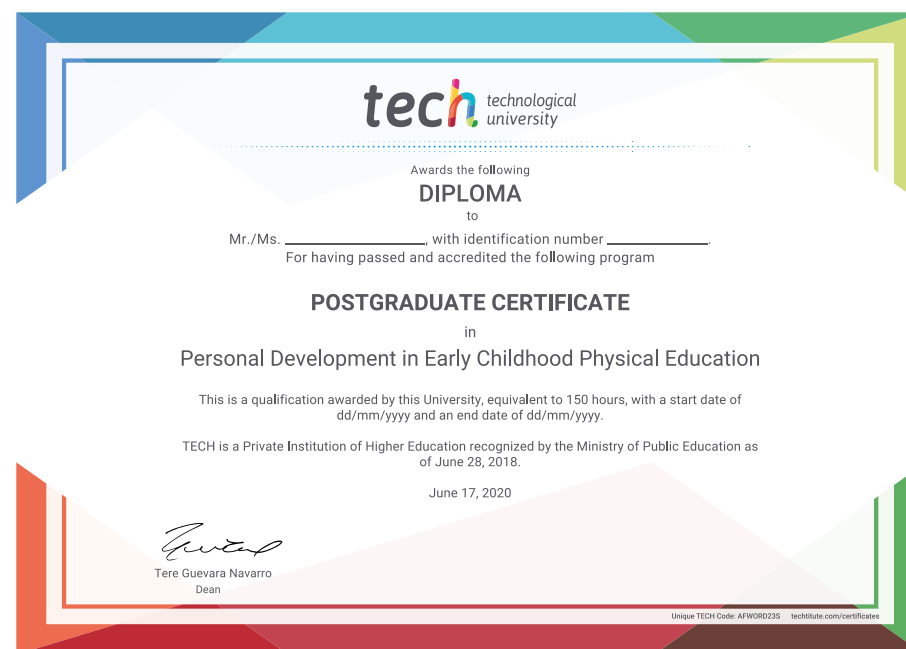 tech technological
university
Awards the following
DIPLOMA
to
Mr./Ms. ____________________, with identification number ______________.
For having passed and accredited the following program
POSTGRADUATE CERTIFICATE
in
Personal Development in Early Childhood Physical Education
This is a qualification awarded by this University, equivalent to 150 hours, with a start date of
dd/mm/yyyy and an end date of dd/mm/yyyy.
TECH is a Private Institution of Higher Education recognized by the Ministry of Public Education as
of June 28, 2018.
June 17, 2020
Tere Guevara Navarro
Dean
Unique TECH Code: AFWORD23S techtitute.com/certificates